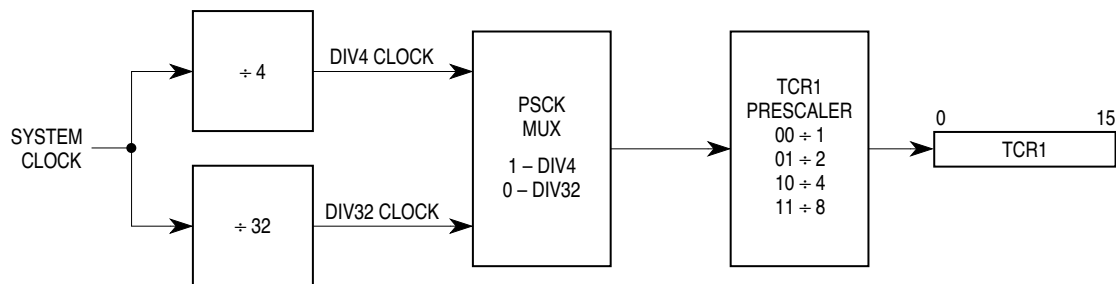 ÷ 4
DIV4 CLOCK
SYSTEM
CLOCK
÷ 32
DIV32 CLOCK
PSCK
MUX
1 – DIV4
0 – DIV32
TCR1
PRESCALER
00 ÷ 1
01 ÷ 2
10 ÷ 4
11 ÷ 8
0 15
TCR1